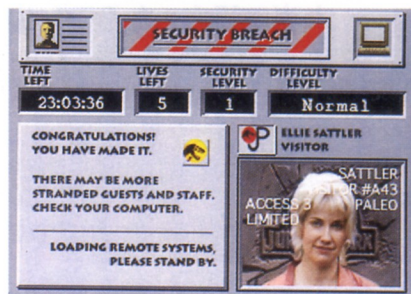 SECURITY BREACH
TIME LEFT
LIVES LEFT
SECURITY LEVEL
DIFFICULTY LEVEL
23:03:36
5
1
Normal
CONGRATULATIONS!
YOU HAVE MADE IT.
THERE MAY BE MORE
STRANDED GUESTS AND STAFF.
CHECK YOUR COMPUTER.
LOADING REMOTE SYSTEMS,
PLEASE STAND BY.
ELLIE SATTLER
VISITOR
SATTLER
#A43
ACCESS 3 PALEO
LIMITED